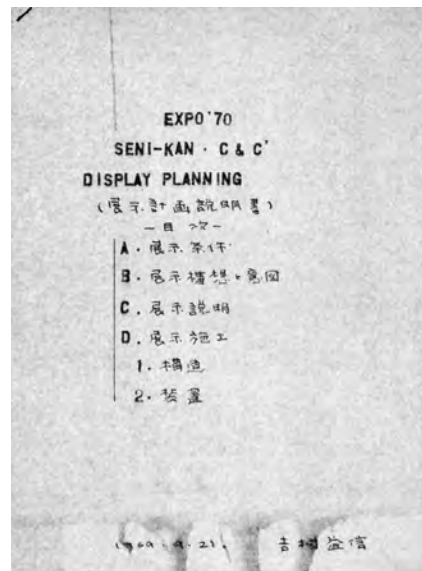 EXPO'70
SENI-KAN・C & C'
DISPLAY PLANNING
(展示計画説明書)
－目次－
A.展示条件
B.展示構想と意図
C.展示説明
D.展示施工
1.構造
2.装置
1969.9.21. 吉村益信